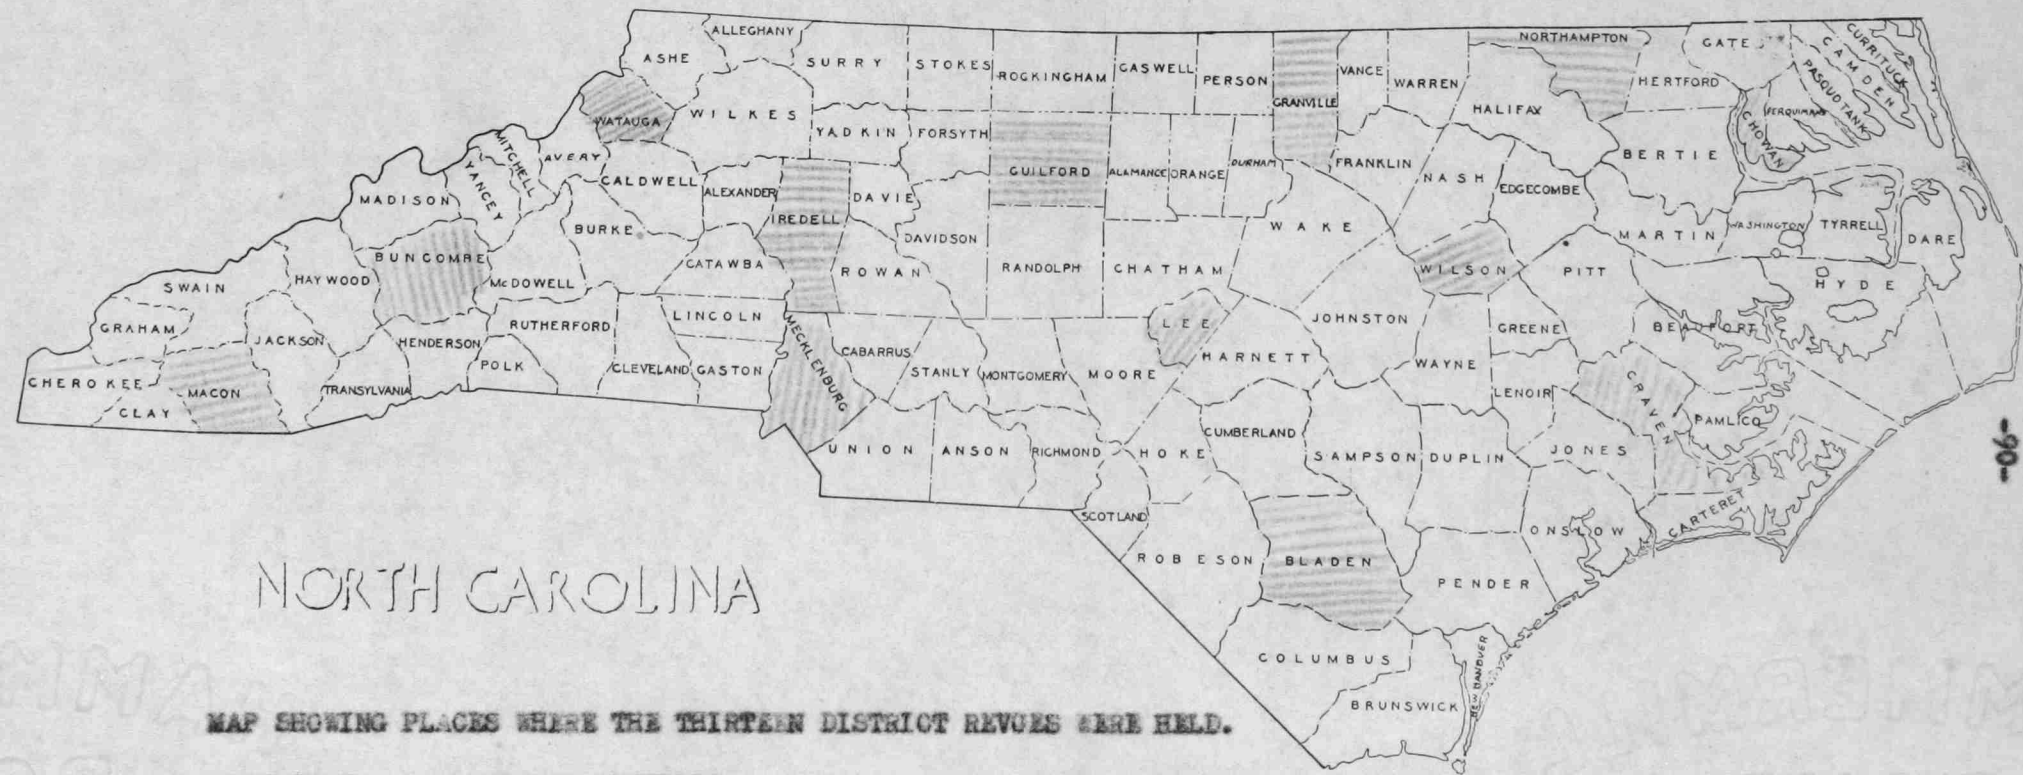 ALLEGHANY
ASHE
SURRY
STOKES
ROCKINGHAM
CASWELL
PERSON
GRANVILLE
VANCE
WARREN
NORTHAMPTON
GATES
HERTFORD
CURRITUCK
CAMDEN
PASQUOTANK
PERQUIMANS
CHOWAN
WATAUGA
WILKES
YADKIN
FORSYTH
GUILFORD
ALAMANCE
ORANGE
DURHAM
FRANKLIN
HALIFAX
BERTIE
NASH
EDGECOMBE
MITCHELL
AVERY
YANCEY
MADISON
CALDWELL
ALEXANDER
IREDELL
DAVIE
DAVIDSON
WAKE
MARTIN
WASHINGTON
TYRRELL
DARE
BURKE
BUNCOMBE
McDOWELL
CATAWBA
ROWAN
RANDOLPH
CHATHAM
WILSON
PITT
HYDE
SWAIN
HAYWOOD
GRAHAM
JACKSON
HENDERSON
RUTHERFORD
LINCOLN
MECKLENBURG
CABARRUS
LEE
JOHNSTON
GREENE
BEAUFORT
CHEROKEE
CLAY
MACON
TRANSYLVANIA
POLK
CLEVELAND
GASTON
STANLY
MONTGOMERY
MOORE
HARNETT
WAYNE
LENOIR
CRAVEN
PAMLICO
UNION
ANSON
RICHMOND
HOKE
CUMBERLAND
SAMPSON
DUPLIN
JONES
CARTERET
SCOTLAND
ROBESON
BLADEN
PENDER
ONSLOW
COLUMBUS
BRUNSWICK
NEW HANOVER
NORTH CAROLINA
MAP SHOWING PLACES WHERE THE THIRTEEN DISTRICT REVUES WERE HELD.
-90-